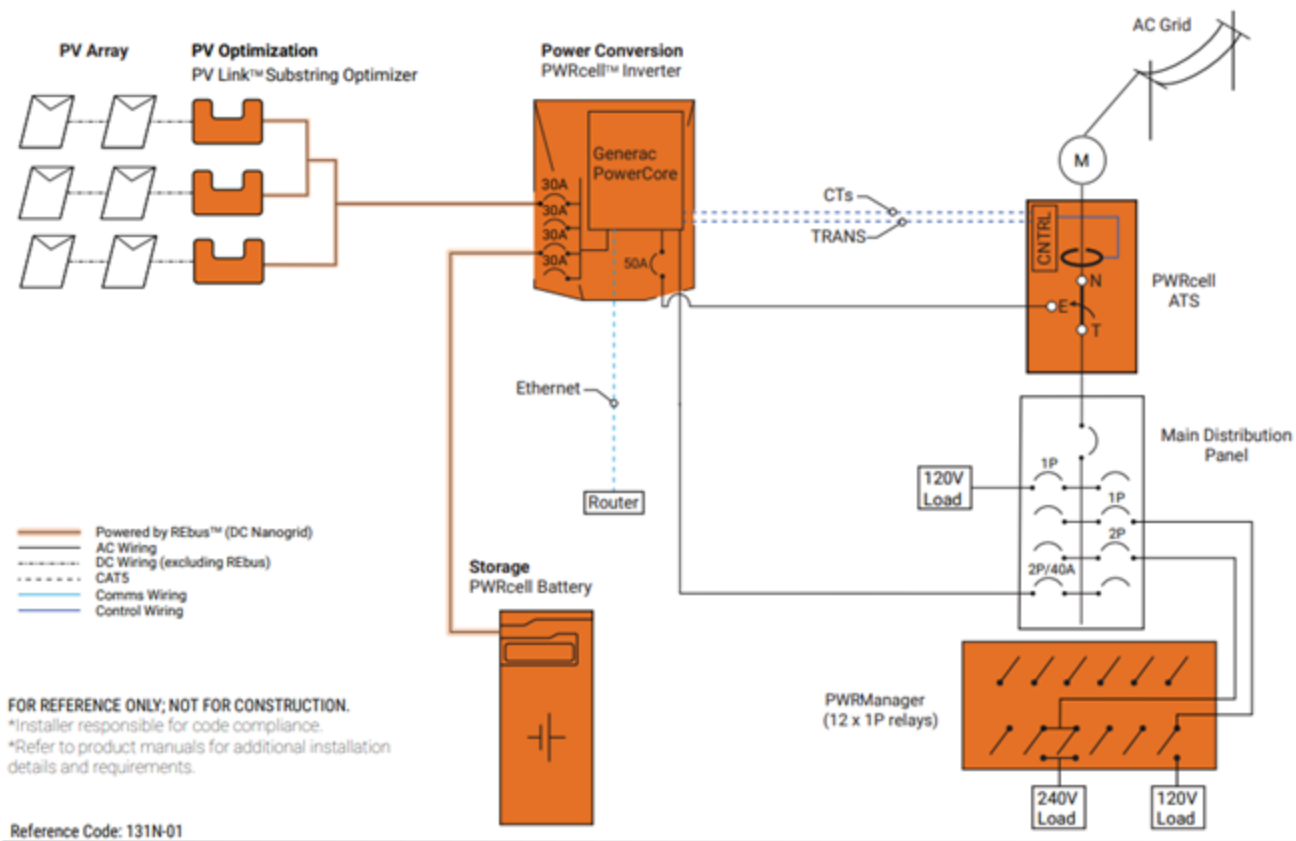 PV Array
PV Optimization
PV Link™ Substring Optimizer
Power Conversion
PWRcell™ Inverter
AC Grid
M
Generac
PowerCore
30A
30A
30A
30A
50A
CTs
TRANS
CNTRL
N
E
T
PWRcell
ATS
Ethernet
Router
Main Distribution
Panel
120V
Load
1P
1P
2P
2P/40A
Powered by REbus™ (DC Nanogrid)
AC Wiring
DC Wiring (excluding REbus)
CAT5
Comms Wiring
Control Wiring
Storage
PWRcell Battery
PWRManager
(12 x 1P relays)
240V
Load
120V
Load
FOR REFERENCE ONLY; NOT FOR CONSTRUCTION.
*Installer responsible for code compliance.
*Refer to product manuals for additional installation
details and requirements.
Reference Code: 131N-01